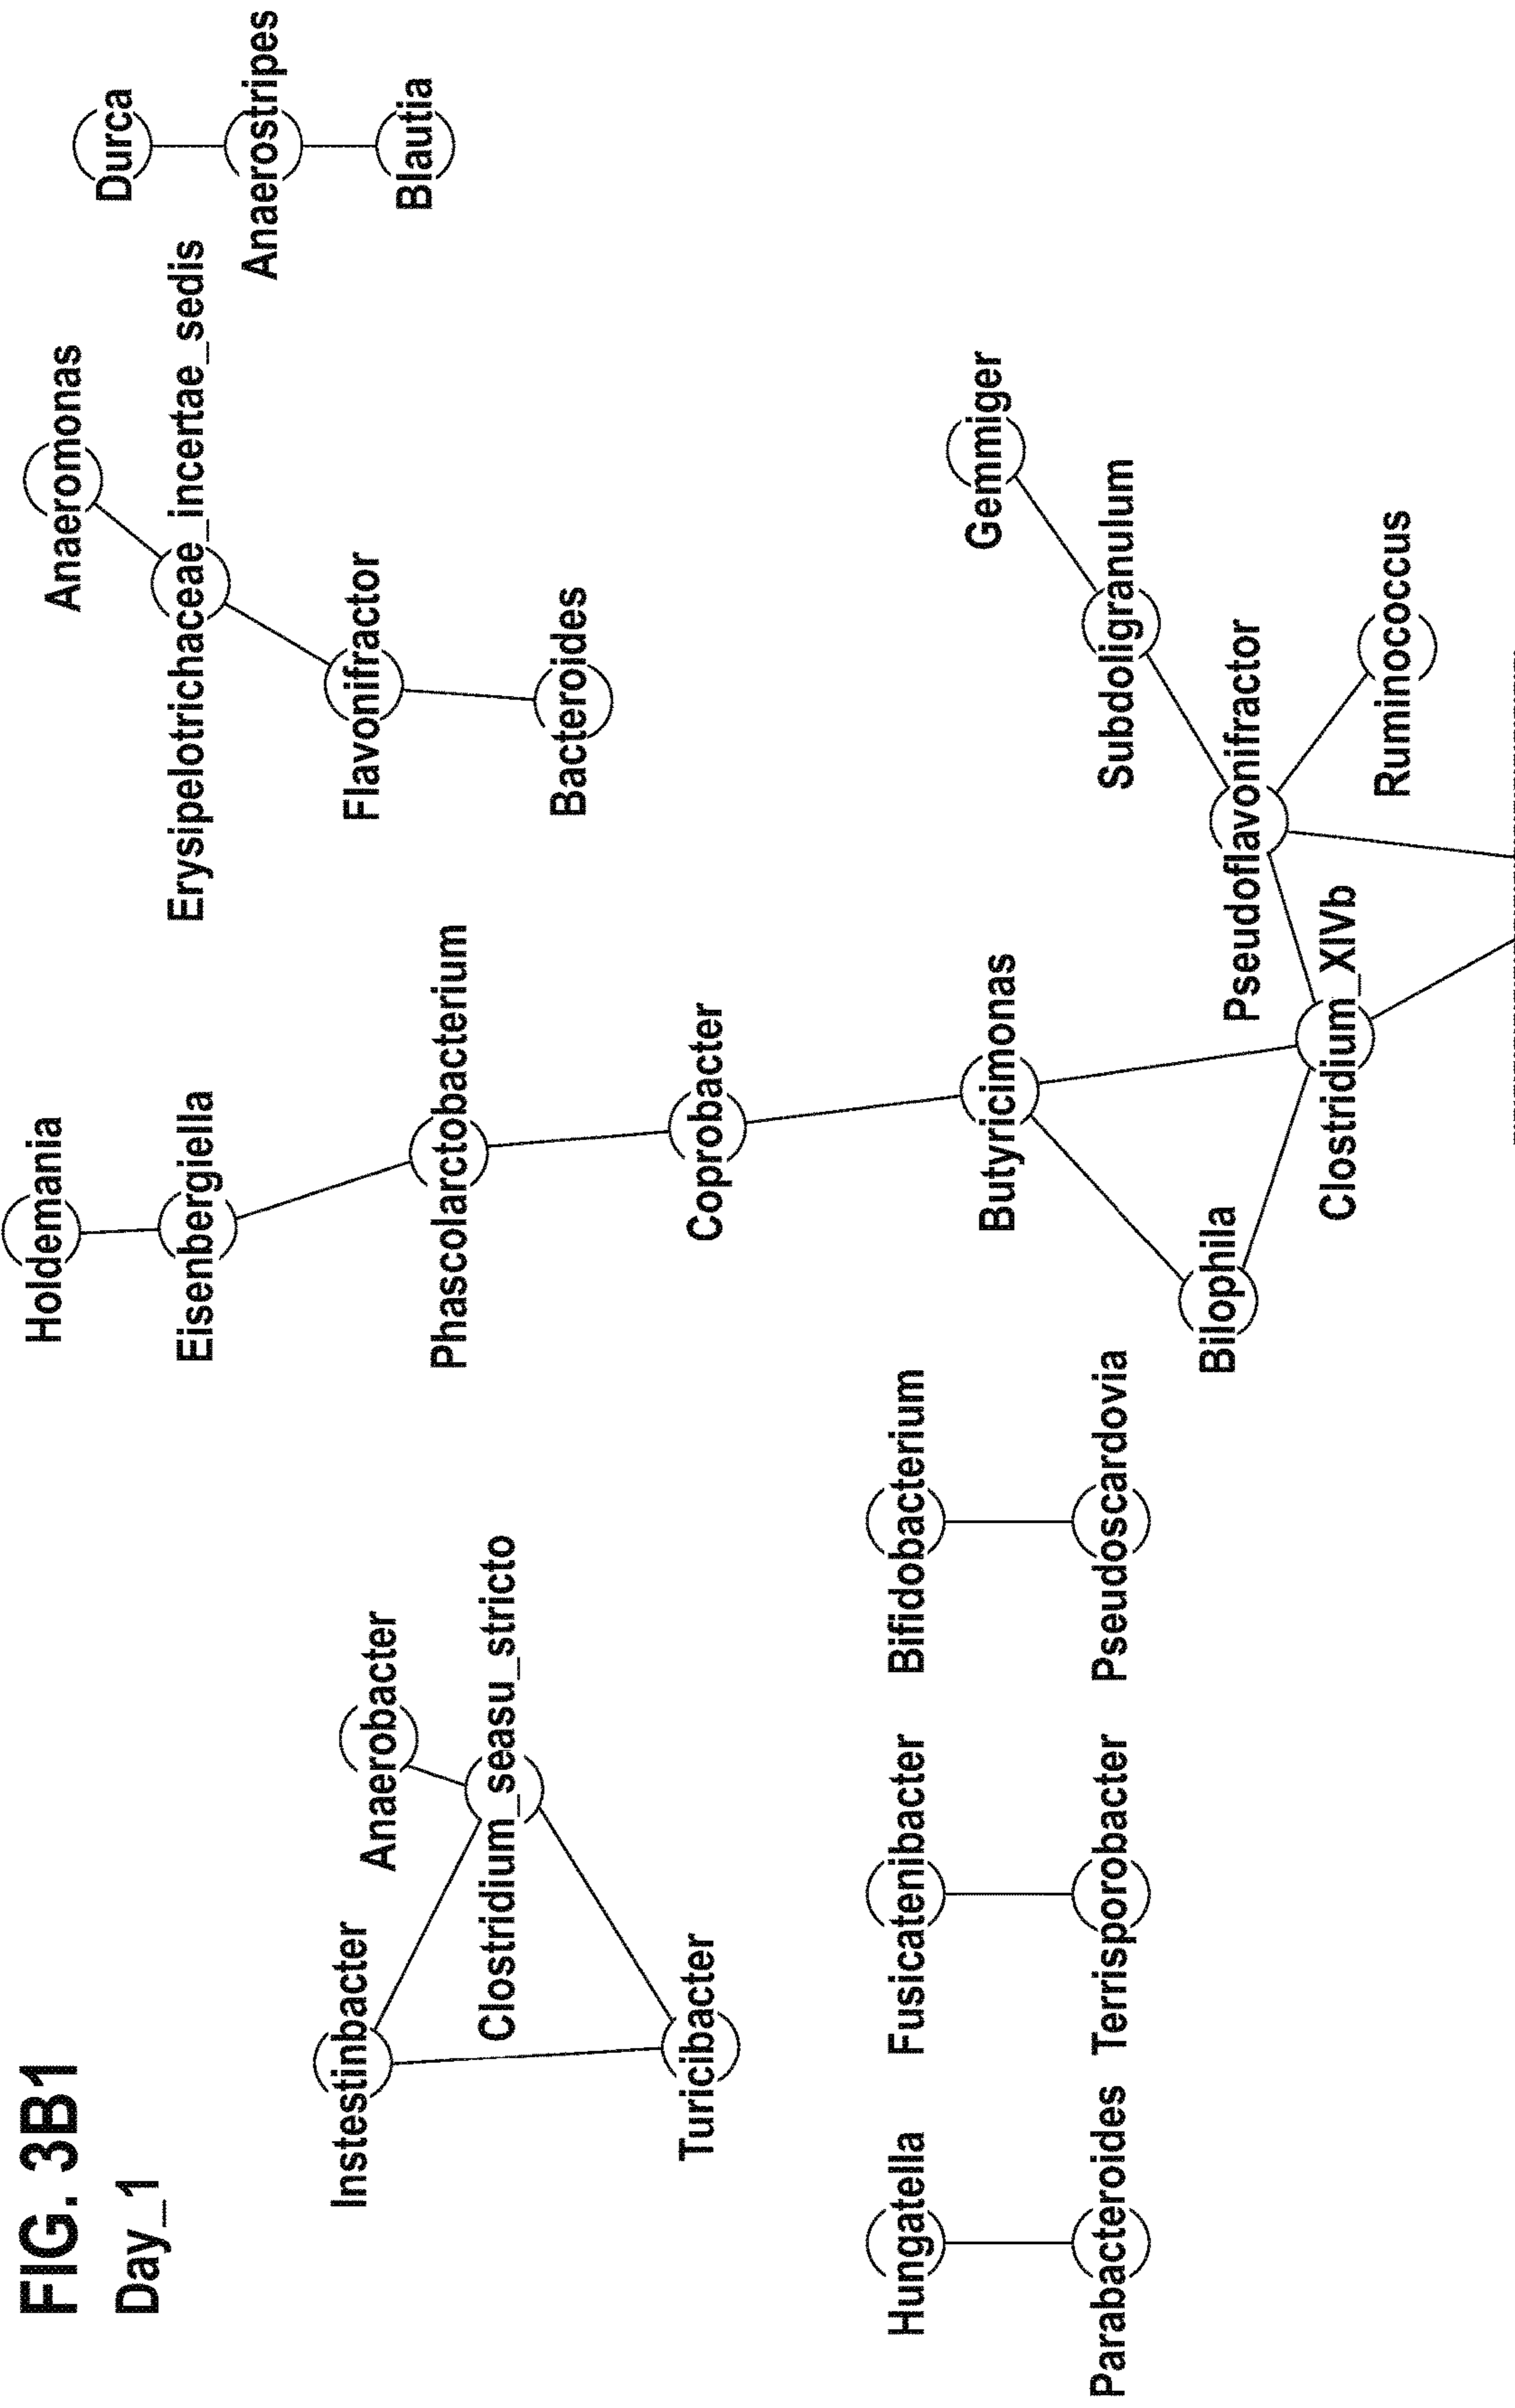 FIG. 3B1
Day_1
Holdemania
Anaeromonas
Durca
Eisenbergiella
Erysipelotrichaceae_incertae_sedis
Anaerostripes
Instestinbacter
Anaerobacter
Phascolarctobacterium
Flavonifractor
Blautia
Clostridium_seasu_stricto
Bacteroides
Turicibacter
Coprobacter
Hungatella
Fusicatenibacter
Bifidobacterium
Butyricimonas
Gemmiger
Parabacteroides
Terrisporobacter
Pseudoscardovia
Subdoligranulum
Bilophila
Pseudoflavonifractor
Clostridium_XIVb
Ruminococcus